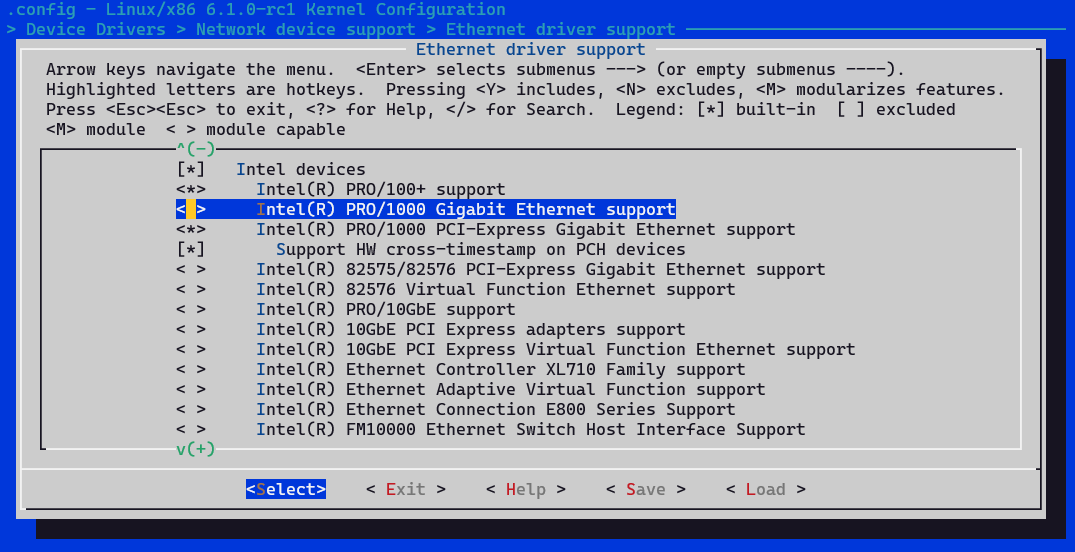 .config - Linux/x86 6.1.0-rc1 Kernel Configuration
> Device Drivers > Network device support > Ethernet driver support
Ethernet driver support
Arrow keys navigate the menu.  <Enter> selects submenus ---> (or empty submenus ----).
Highlighted letters are hotkeys.  Pressing <Y> includes, <N> excludes, <M> modularizes features.
Press <Esc><Esc> to exit, <?> for Help, </> for Search.  Legend: [*] built-in  [ ] excluded
<M> module  < > module capable
^(-)
[*]   Intel devices
<*>     Intel(R) PRO/100+ support
< >     Intel(R) PRO/1000 Gigabit Ethernet support
<*>     Intel(R) PRO/1000 PCI-Express Gigabit Ethernet support
[*]       Support HW cross-timestamp on PCH devices
< >     Intel(R) 82575/82576 PCI-Express Gigabit Ethernet support
< >     Intel(R) 82576 Virtual Function Ethernet support
< >     Intel(R) PRO/10GbE support
< >     Intel(R) 10GbE PCI Express adapters support
< >     Intel(R) 10GbE PCI Express Virtual Function Ethernet support
< >     Intel(R) Ethernet Controller XL710 Family support
< >     Intel(R) Ethernet Adaptive Virtual Function support
< >     Intel(R) Ethernet Connection E800 Series Support
< >     Intel(R) FM10000 Ethernet Switch Host Interface Support
v(+)
<Select>    < Exit >    < Help >    < Save >    < Load >